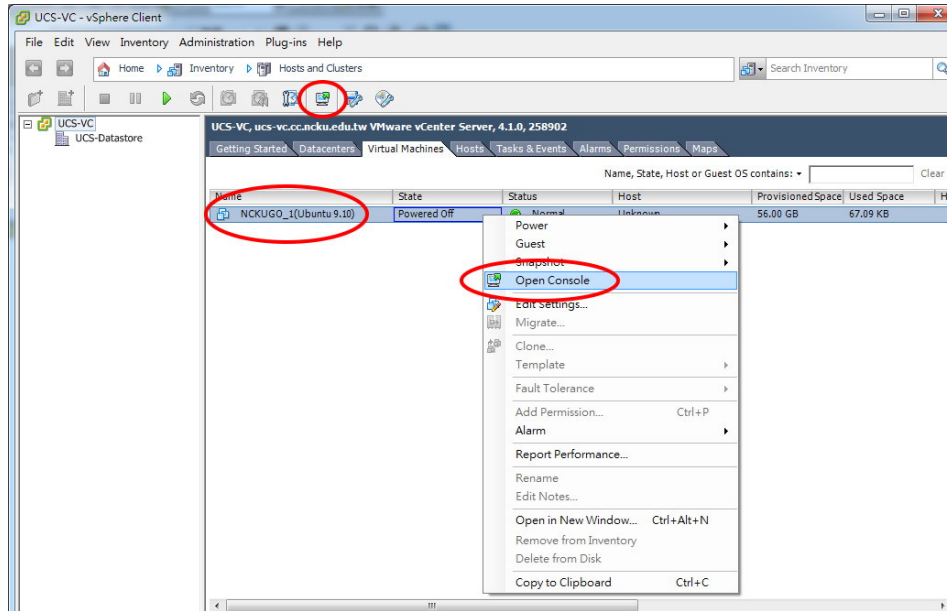 UCS-VC - vSphere Client
File Edit View Inventory Administration Plug-ins Help
Home Inventory Hosts and Clusters Search Inventory
UCS-VC
UCS-Datastore
UCS-VC, ucs-vc.cc.ncku.edu.tw VMware vCenter Server, 4.1.0, 258902
Getting Started Datacenters Virtual Machines Hosts Tasks & Events Alarms Permissions Maps
Name, State, Host or Guest OS contains: Clear
Name State Status Host Provisioned Space Used Space H
NCKUGO_1(Ubuntu 9.10) Powered Off Normal Unknown 56.00 GB 67.09 KB
Power
Guest
Snapshot
Open Console
Edit Settings...
Migrate...
Clone...
Template
Fault Tolerance
Add Permission... Ctrl+P
Alarm
Report Performance...
Rename
Edit Notes...
Open in New Window... Ctrl+Alt+N
Remove from Inventory
Delete from Disk
Copy to Clipboard Ctrl+C